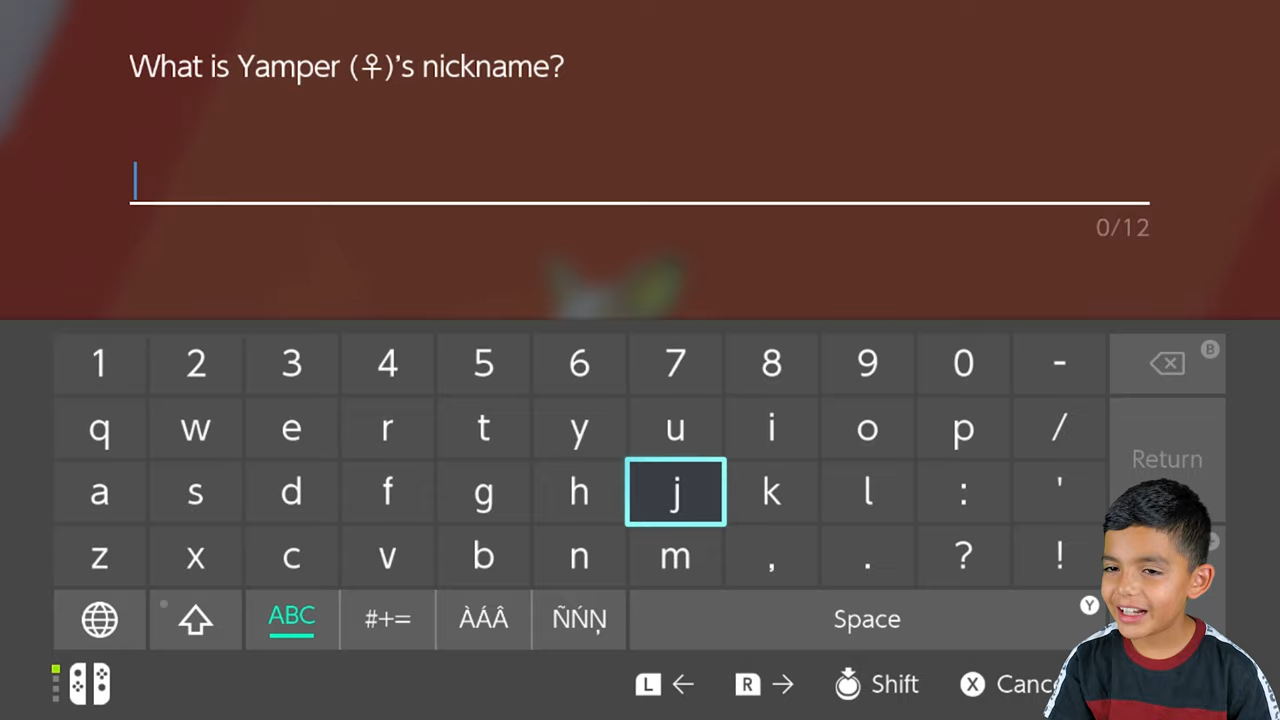 What is Yamper (♀)'s nickname?
0/12
1 2 3 4 5 6 7 8 9 0 - B
q w e r t y u i o p /
Return
a s d f g h j k l : '
z x c v b n m , . ? !
ABC #+= ÀÁÂ ÑŃŅ Space Y
L ← R → Shift X Canc